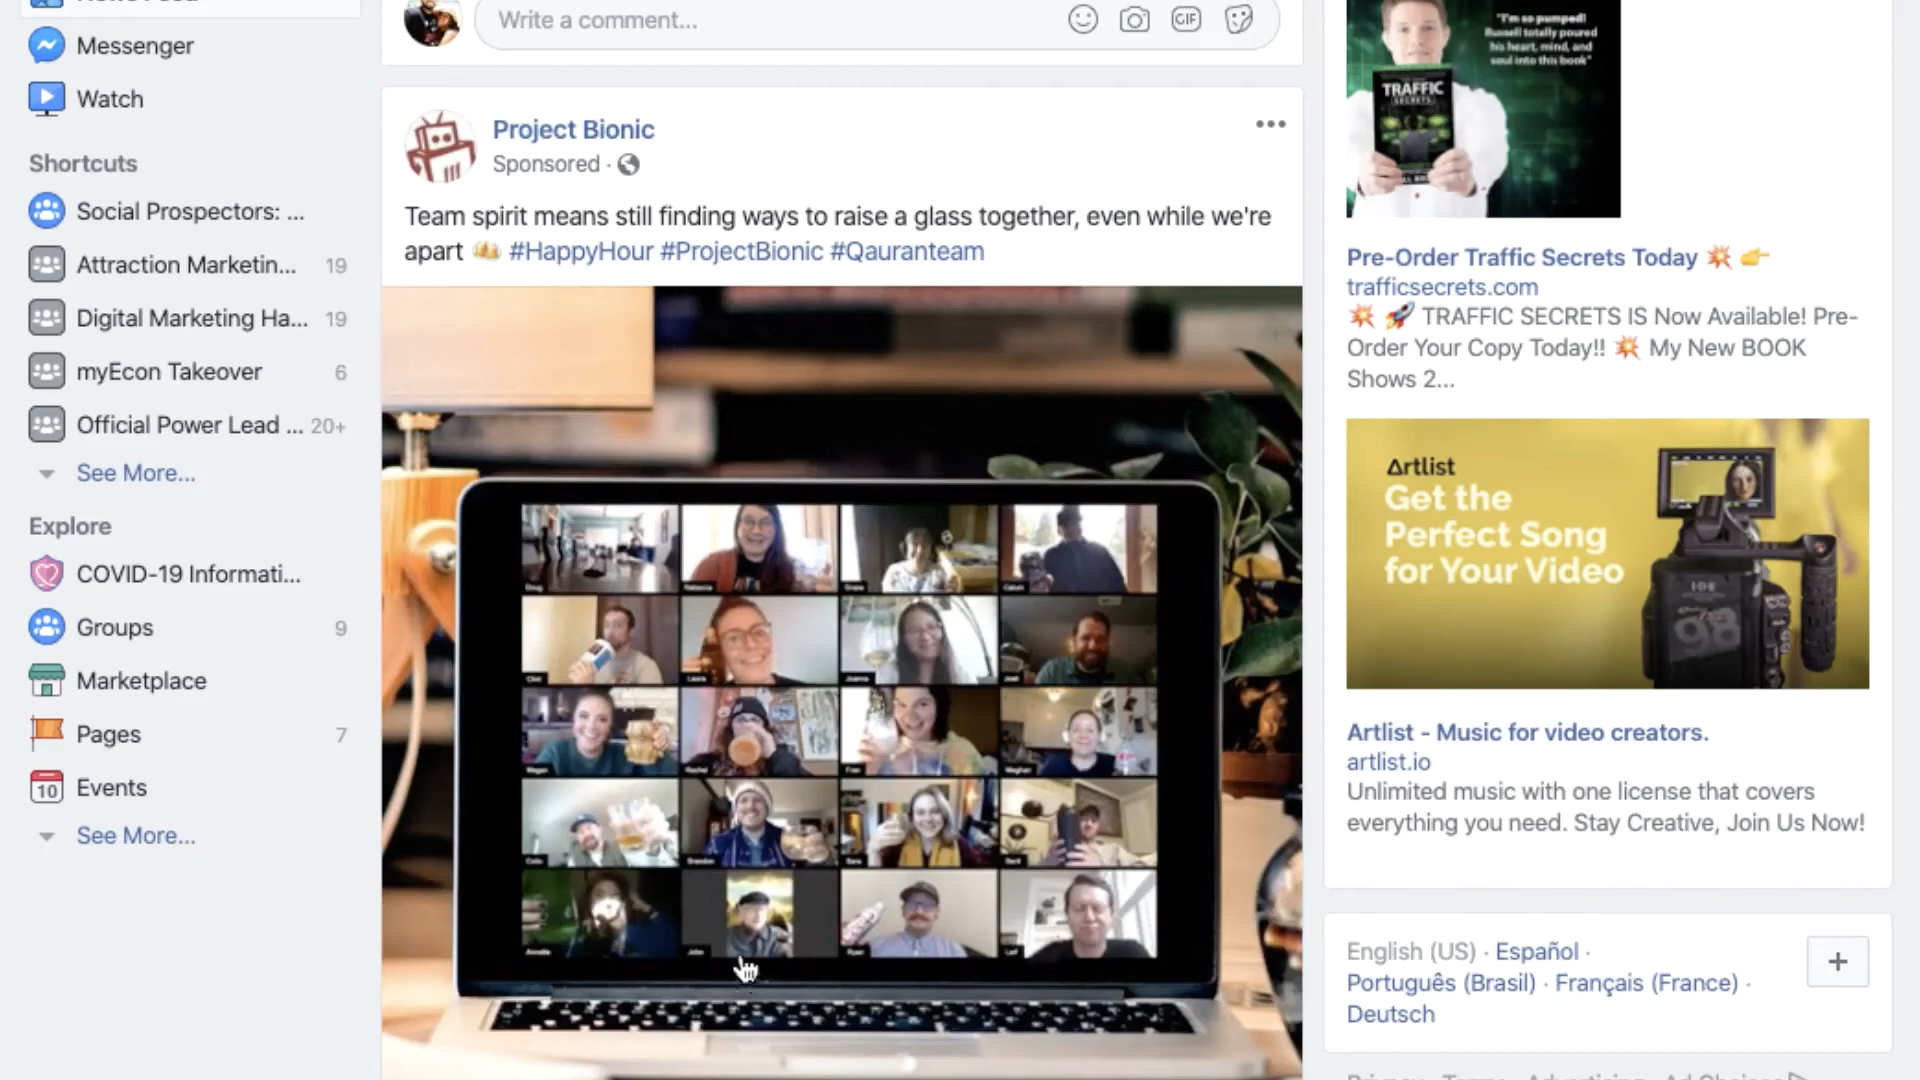 Messenger
Watch
Shortcuts
Social Prospectors: ...
Attraction Marketin... 19
Digital Marketing Ha... 19
myEcon Takeover 6
Official Power Lead ... 20+
See More...
Explore
COVID-19 Informati...
Groups 9
Marketplace
Pages 7
10 Events
See More...
Write a comment...
GIF
Project Bionic
Sponsored ·
Team spirit means still finding ways to raise a glass together, even while we're
apart 🍻 #HappyHour #ProjectBionic #Qauranteam
"I'm so pumped!
Russell totally poured
his heart, mind, and
soul into this book"
TRAFFIC
SECRETS
Pre-Order Traffic Secrets Today 💥 👉
trafficsecrets.com
💥 🚀 TRAFFIC SECRETS IS Now Available! Pre-
Order Your Copy Today!! 💥 My New BOOK
Shows 2...
Artlist
Get the
Perfect Song
for Your Video
98
Artlist - Music for video creators.
artlist.io
Unlimited music with one license that covers
everything you need. Stay Creative, Join Us Now!
English (US) · Español ·
Português (Brasil) · Français (France) ·
Deutsch
+